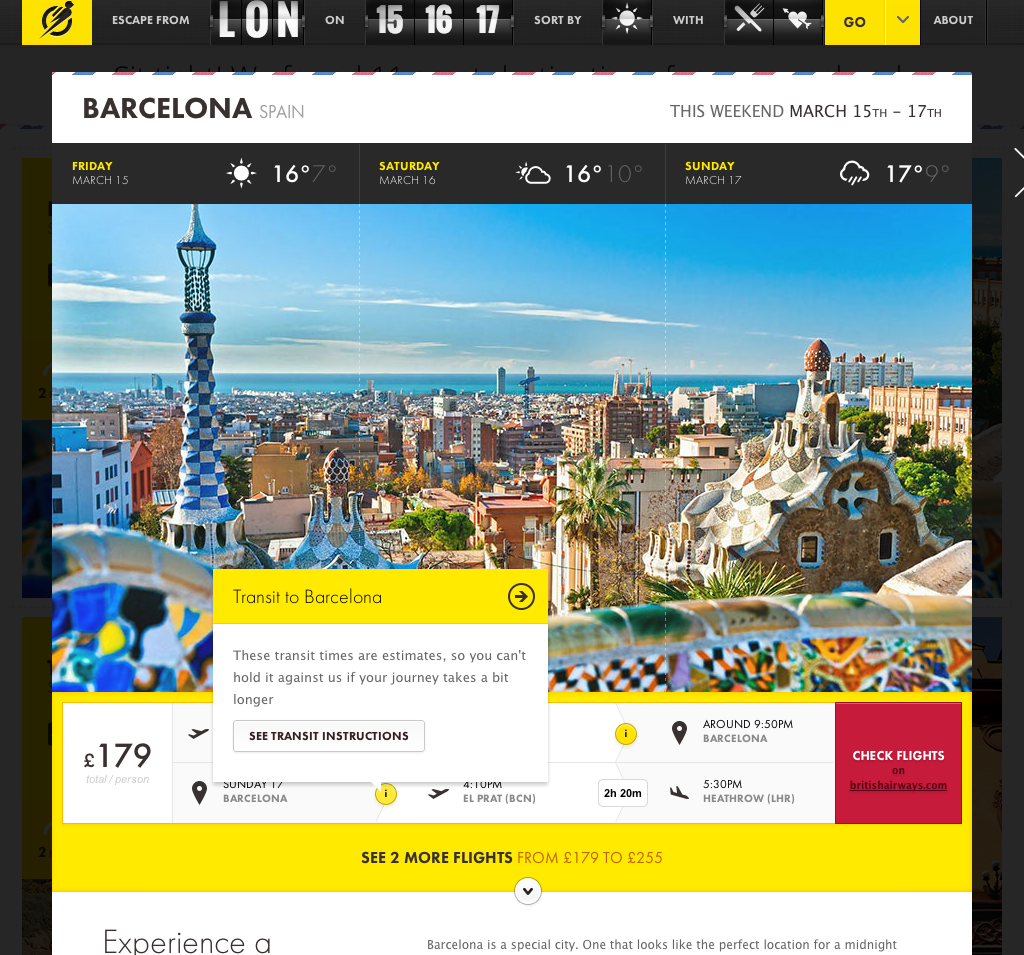 ESCAPE FROM LON ON 15 16 17 SORT BY WITH GO ABOUT
BARCELONA SPAIN
THIS WEEKEND MARCH 15TH – 17TH
FRIDAY
MARCH 15
16° 7°
SATURDAY
MARCH 16
16° 10°
SUNDAY
MARCH 17
17° 9°
Transit to Barcelona
These transit times are estimates, so you can't
hold it against us if your journey takes a bit
longer
SEE TRANSIT INSTRUCTIONS
£179
total / person
i
AROUND 9:50PM
BARCELONA
SUNDAY 17
BARCELONA
i
4:10PM
EL PRAT (BCN)
2h 20m
5:30PM
HEATHROW (LHR)
CHECK FLIGHTS
on
britishairways.com
SEE 2 MORE FLIGHTS FROM £179 TO £255
Experience a
Barcelona is a special city. One that looks like the perfect location for a midnight